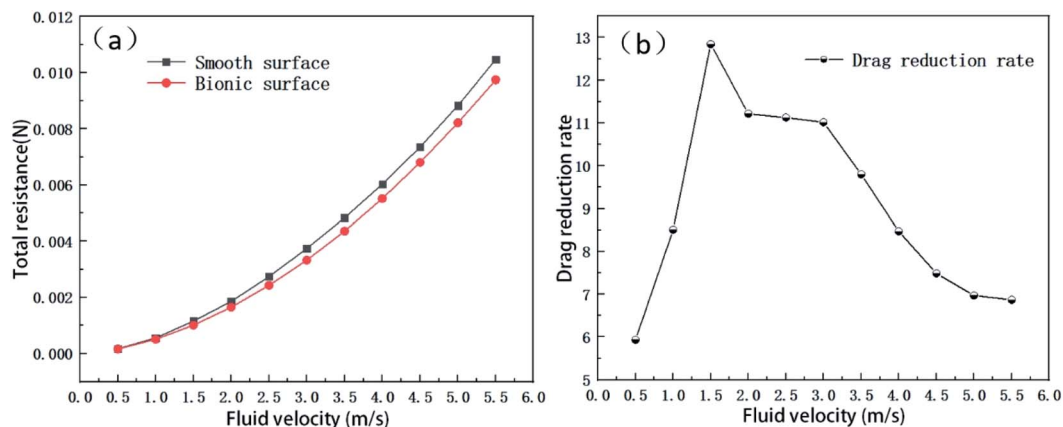 (a)
Smooth surface
Bionic surface
Total resistance(N)
0.012
0.010
0.008
0.006
0.004
0.002
0.000
0.0 0.5 1.0 1.5 2.0 2.5 3.0 3.5 4.0 4.5 5.0 5.5 6.0
Fluid velocity (m/s)
(b)
Drag reduction rate
Drag reduction rate
13
12
11
10
9
8
7
6
5
0.0 0.5 1.0 1.5 2.0 2.5 3.0 3.5 4.0 4.5 5.0 5.5 6.0
Fluid velocity (m/s)